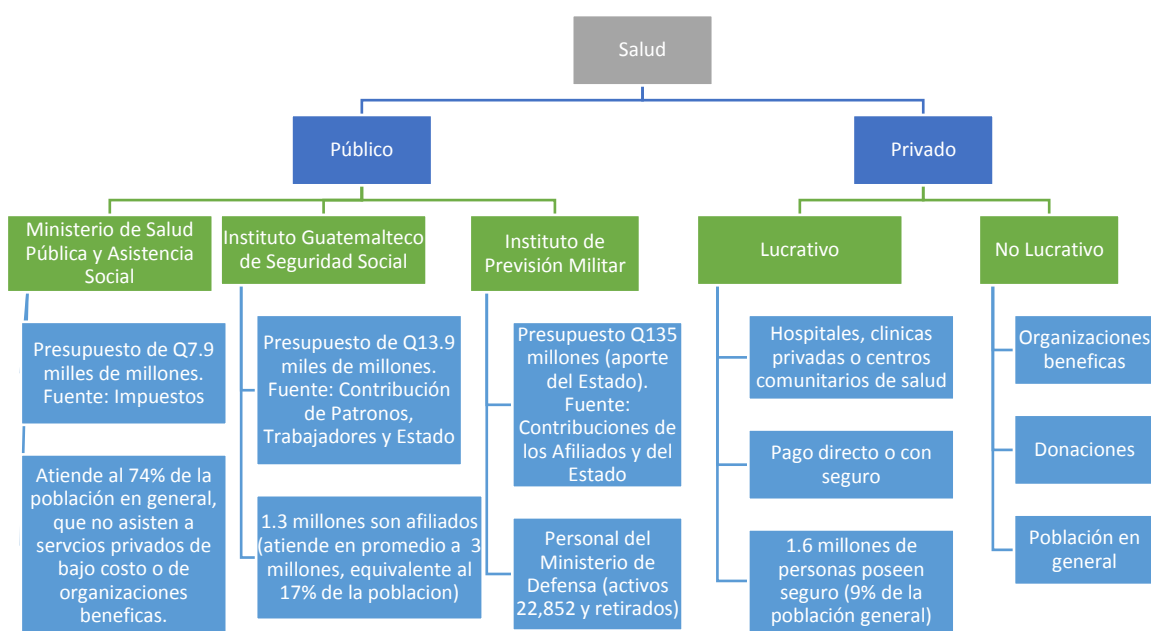 Salud
Público
Privado
Ministerio de Salud
Pública y Asistencia
Social
Instituto Guatemalteco
de Seguridad Social
Instituto de
Previsión Militar
Lucrativo
No Lucrativo
Presupuesto de Q7.9
milles de millones.
Fuente: Impuestos
Atiende al 74% de la
población en general,
que no asisten a
servcios privados de
bajo costo o de
organizaciones
beneficas.
Presupuesto de Q13.9
miles de millones.
Fuente: Contribución
de Patronos,
Trabajadores y Estado
1.3 millones son afiliados
(atiende en promedio a  3
millones, equivalente al
17% de la poblacion)
Presupuesto Q135
millones (aporte
del Estado).
Fuente:
Contribuciones de
los Afiliados y del
Estado
Personal del
Ministerio de
Defensa (activos
22,852 y retirados)
Hospitales, clinicas
privadas o centros
comunitarios de salud
Pago directo o con
seguro
1.6 millones de
personas poseen
seguro (9% de la
población general)
Organizaciones
beneficas
Donaciones
Población en
general